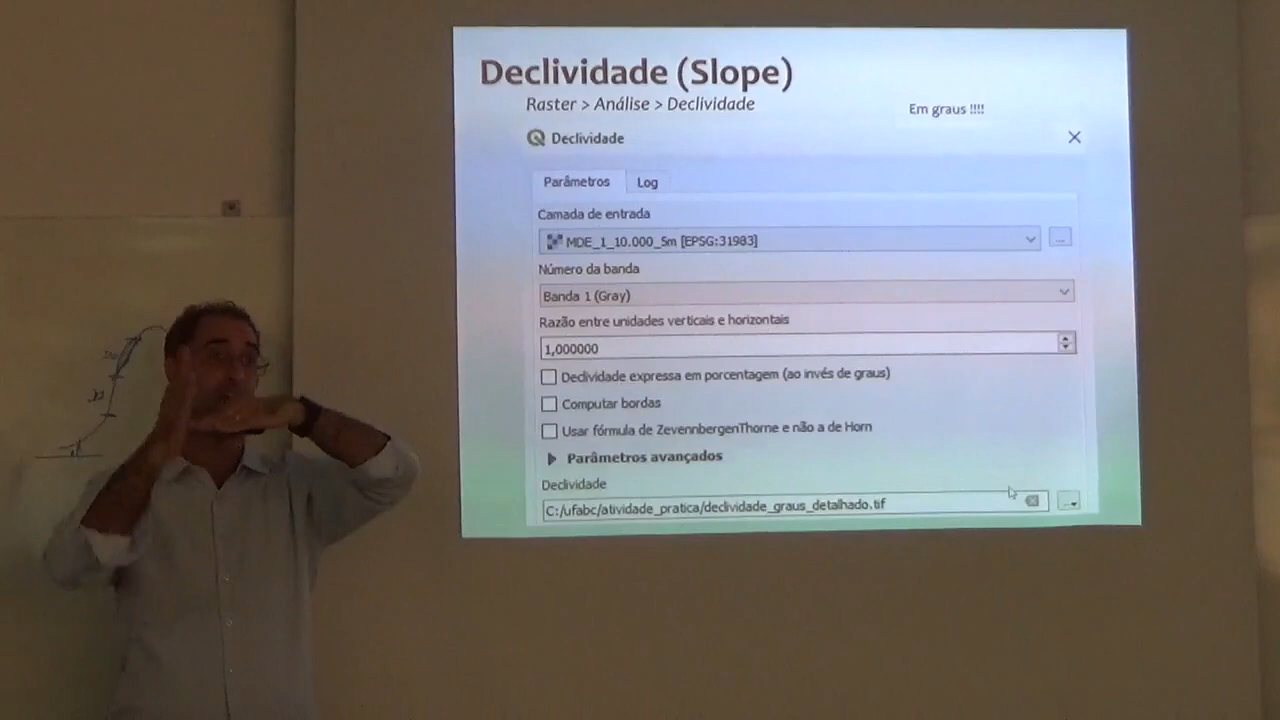 Declividade (Slope)
Raster > Análise > Declividade
Em graus !!!!
Declividade
Parâmetros Log
Camada de entrada
MDE_1_10.000_5m [EPSG:31983]
...
Número da banda
Banda 1 (Gray)
Razão entre unidades verticais e horizontais
1,000000
Declividade expressa em porcentagem (ao invés de graus)
Computar bordas
Usar fórmula de ZevennbergenThorne e não a de Horn
Parâmetros avançados
Declividade
C:/ufabc/atividade_pratica/declividade_graus_detalhado.tif
...